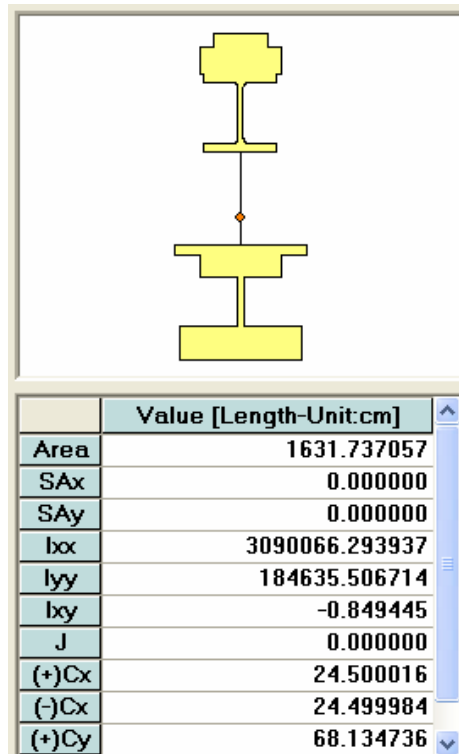 Value [Length-Unit:cm]
Area 1631.737057
SAx 0.000000
SAy 0.000000
Ixx 3090066.293937
Iyy 184635.506714
Ixy -0.849445
J 0.000000
(+)Cx 24.500016
(-)Cx 24.499984
(+)Cy 68.134736